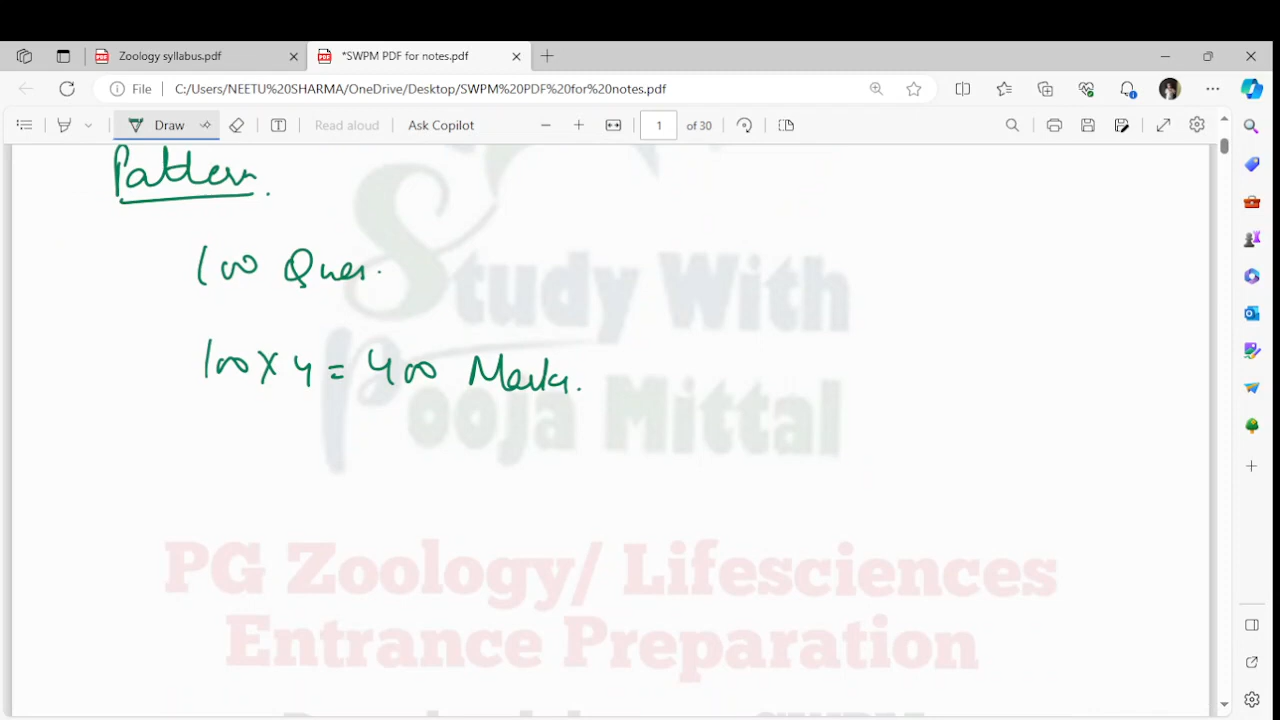 Zoology syllabus.pdf
*SWPM PDF for notes.pdf
File C:/Users/NEETU%20SHARMA/OneDrive/Desktop/SWPM%20PDF%20for%20notes.pdf
Draw Read aloud Ask Copilot 1 of 30
Pattern.
100 Ques.
100 X 4 = 400 Marks.
Study With
Pooja Mittal
PG Zoology/ Lifesciences
Entrance Preparation